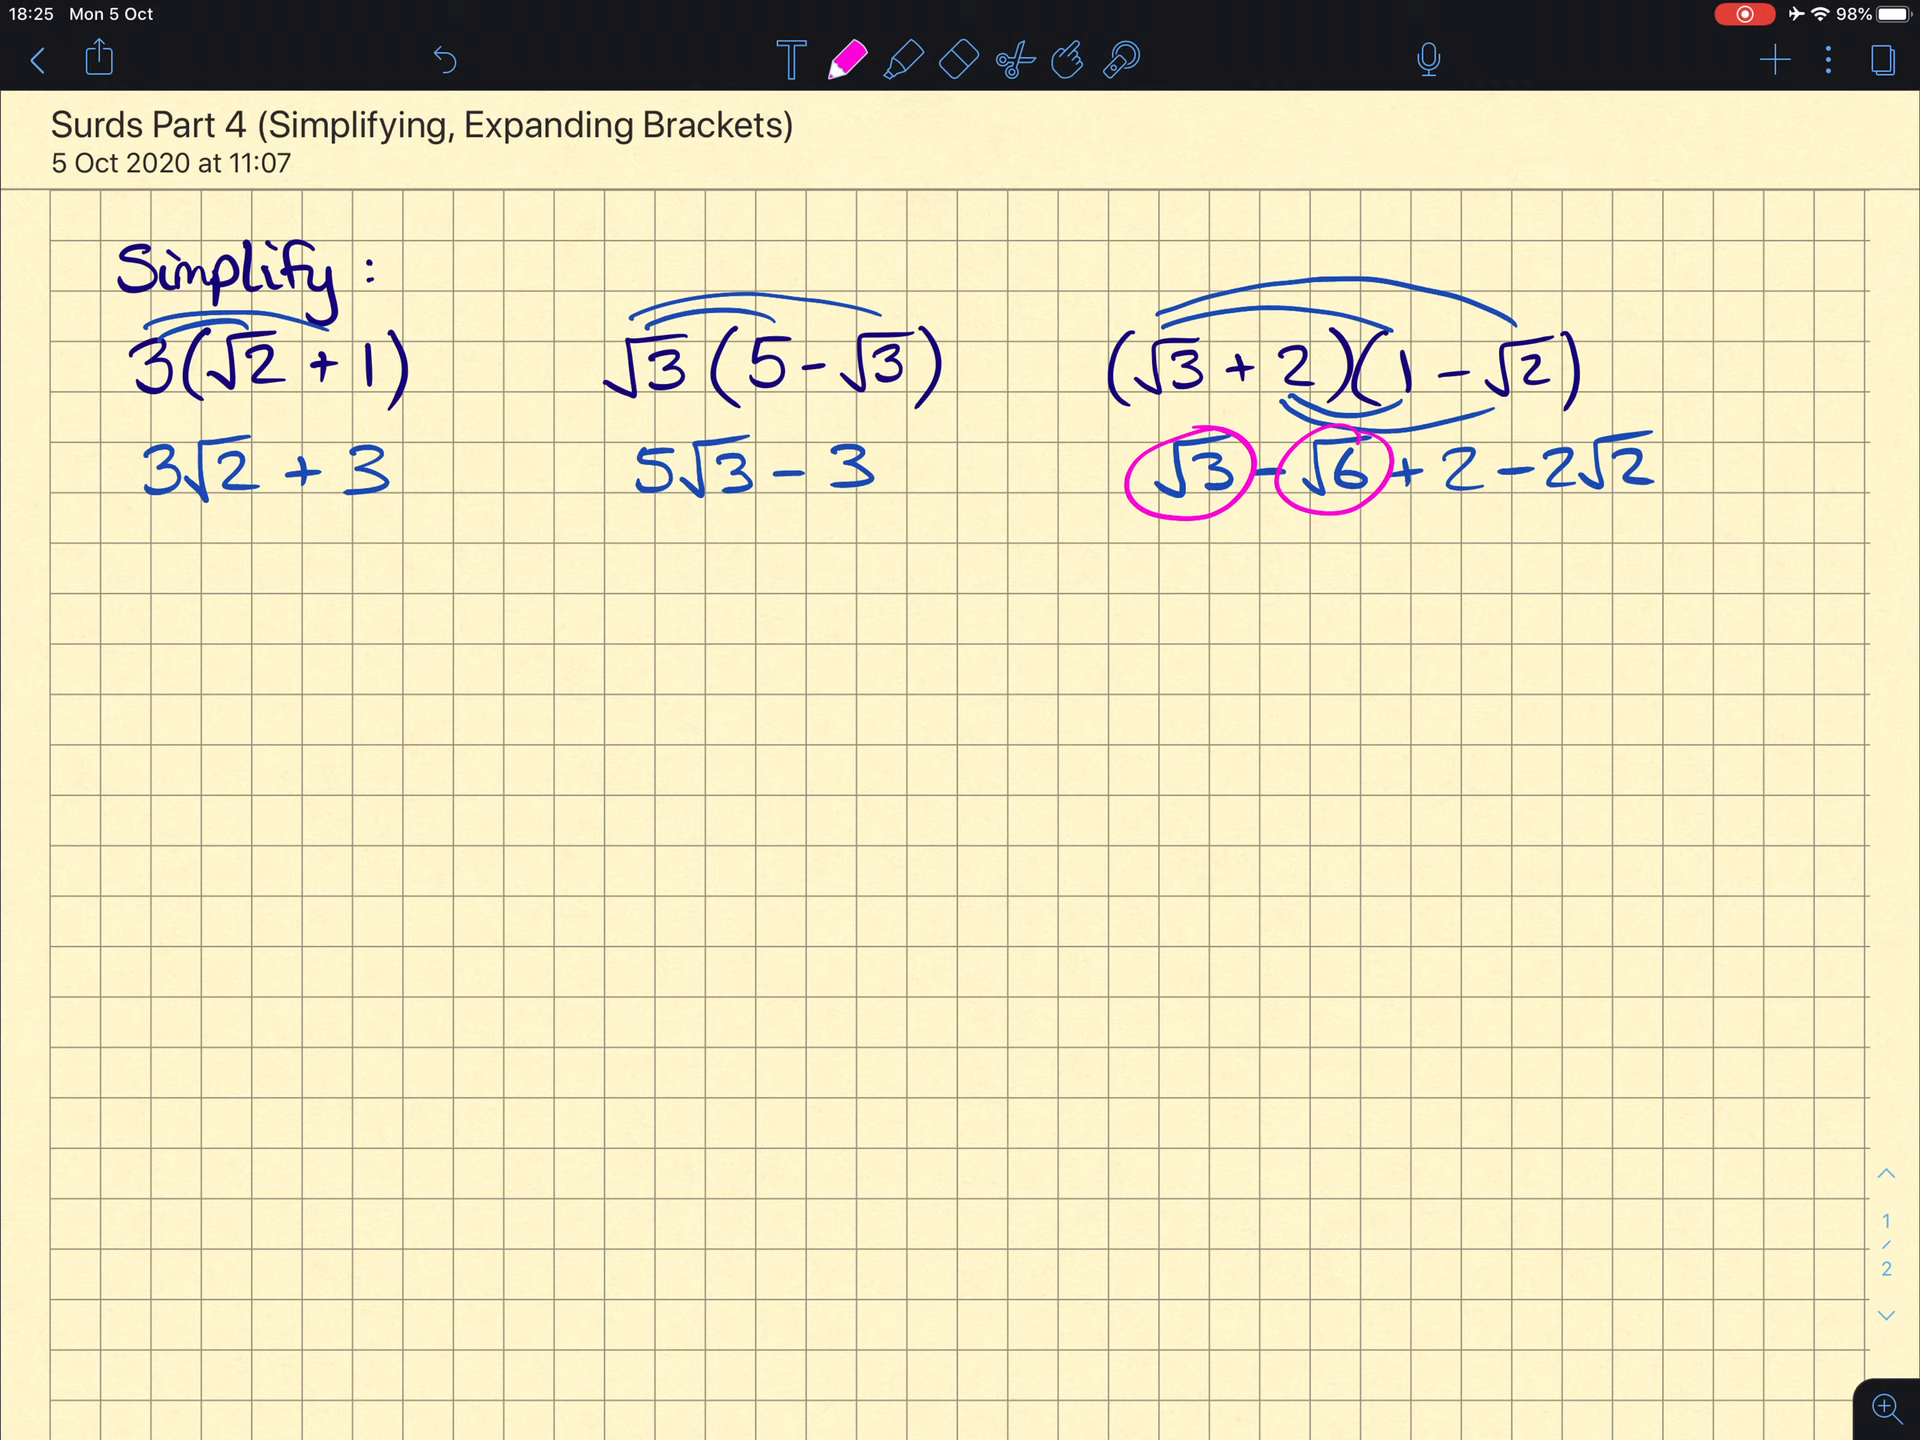 18:25 Mon 5 Oct 98%
T
Surds Part 4 (Simplifying, Expanding Brackets)
5 Oct 2020 at 11:07
Simplify:
3(√2 + 1) √3(5 - √3) (√3 + 2)(1 - √2)
3√2 + 3 5√3 - 3 √3 - √6 + 2 - 2√2
1
/
2